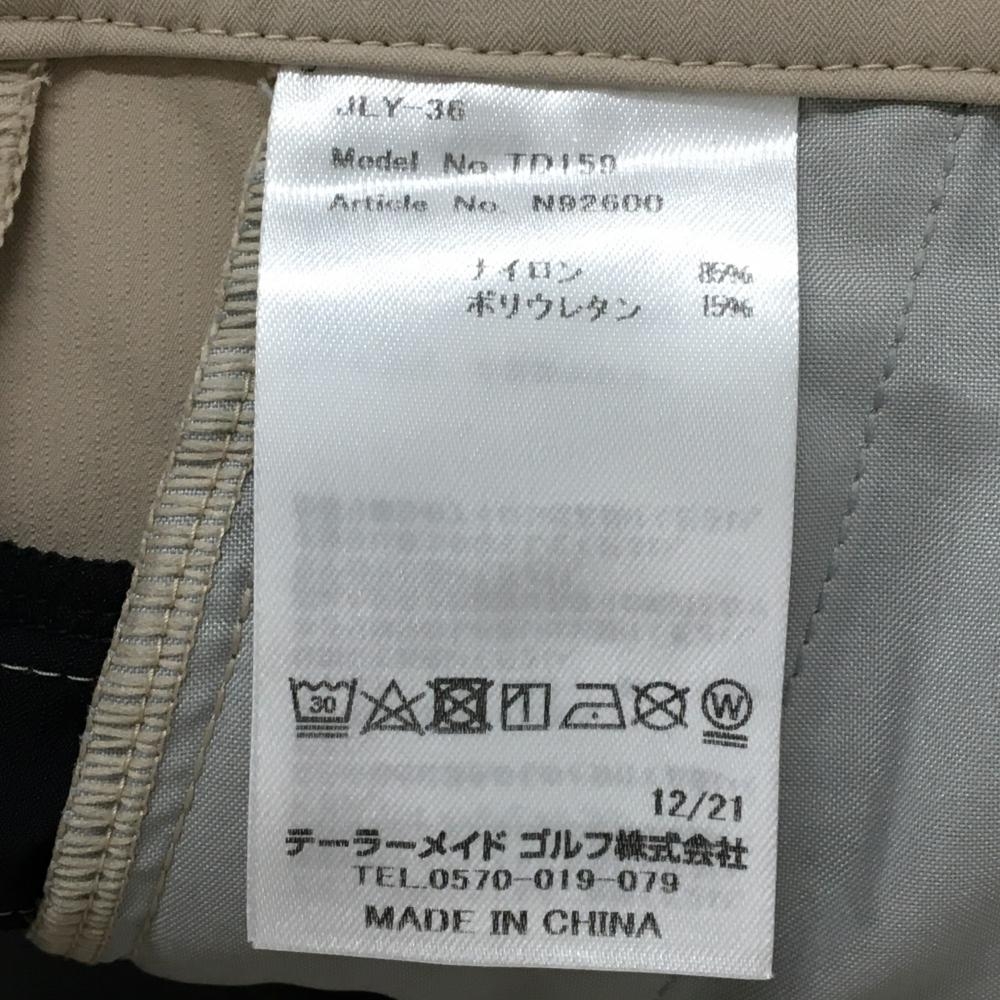 JLY-36
Model No. TD159
Article No. N92600
ナイロン 85%
ポリウレタン 15%
30
W
12/21
テーラーメイド ゴルフ株式会社
TEL.0570-019-079
MADE IN CHINA